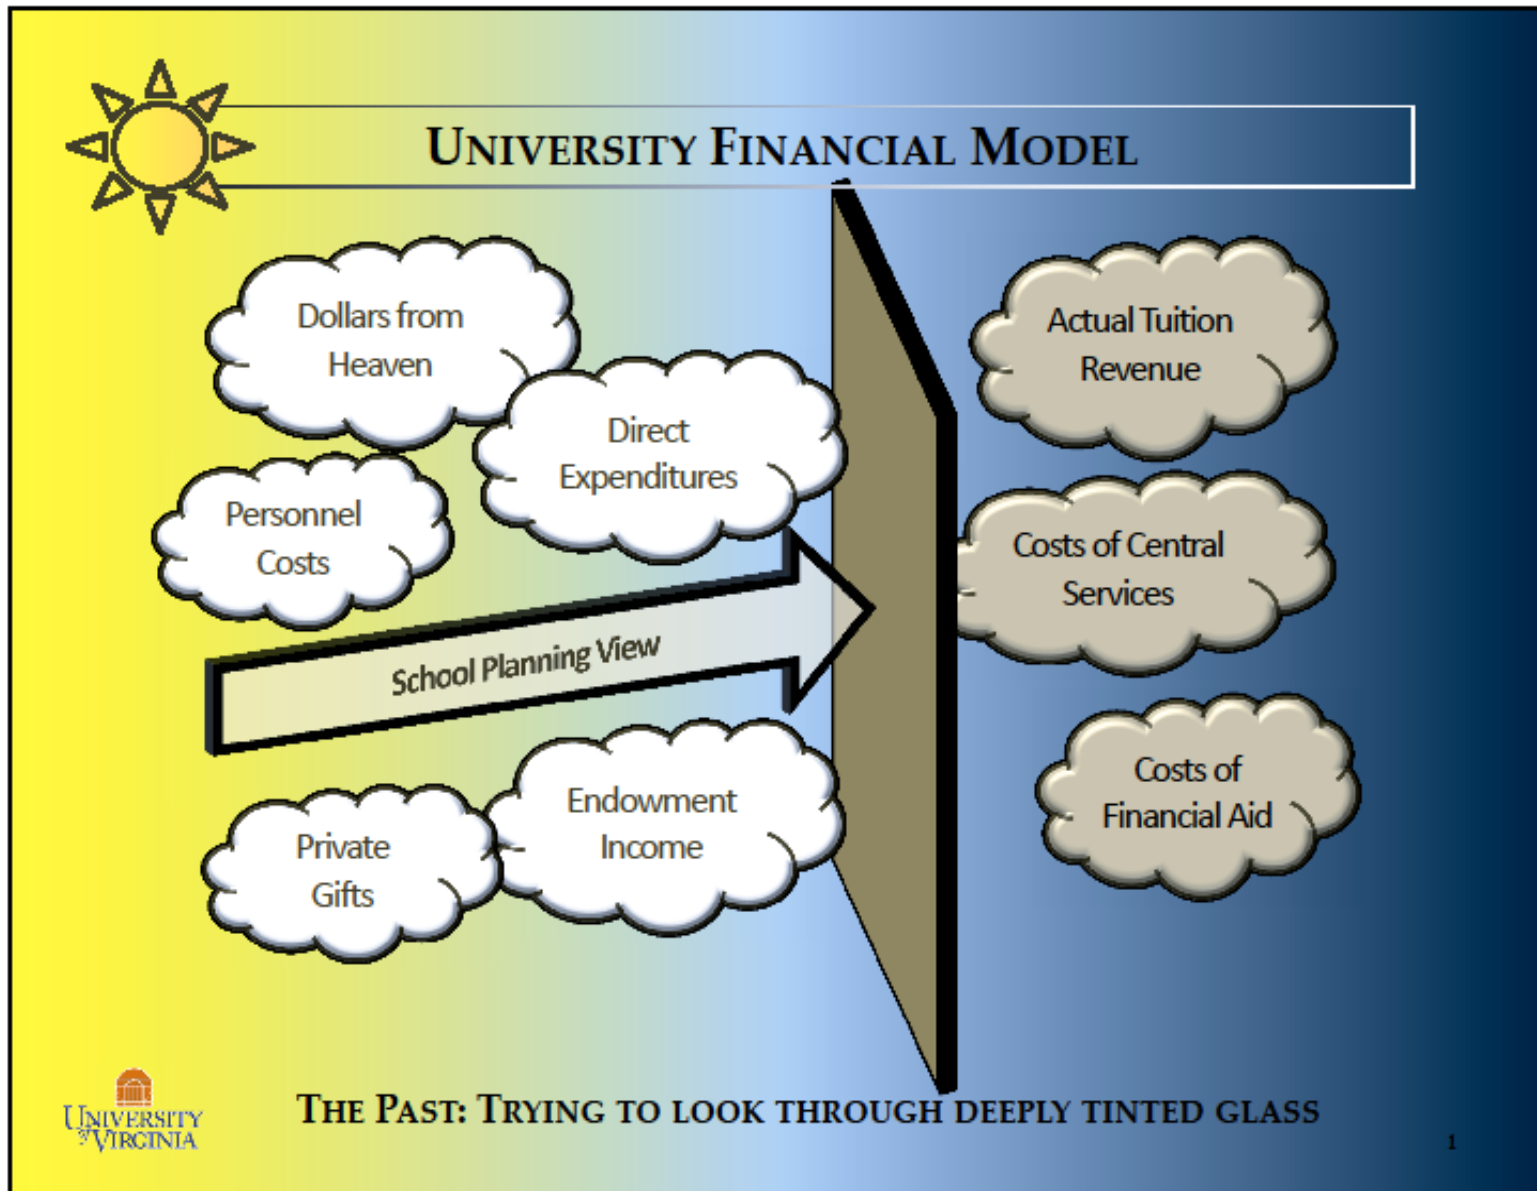 UNIVERSITY FINANCIAL MODEL
Dollars from
Heaven
Direct
Expenditures
Personnel
Costs
School Planning View
Private
Gifts
Endowment
Income
Actual Tuition
Revenue
Costs of Central
Services
Costs of
Financial Aid
UNIVERSITY
of VIRGINIA
THE PAST: TRYING TO LOOK THROUGH DEEPLY TINTED GLASS
1